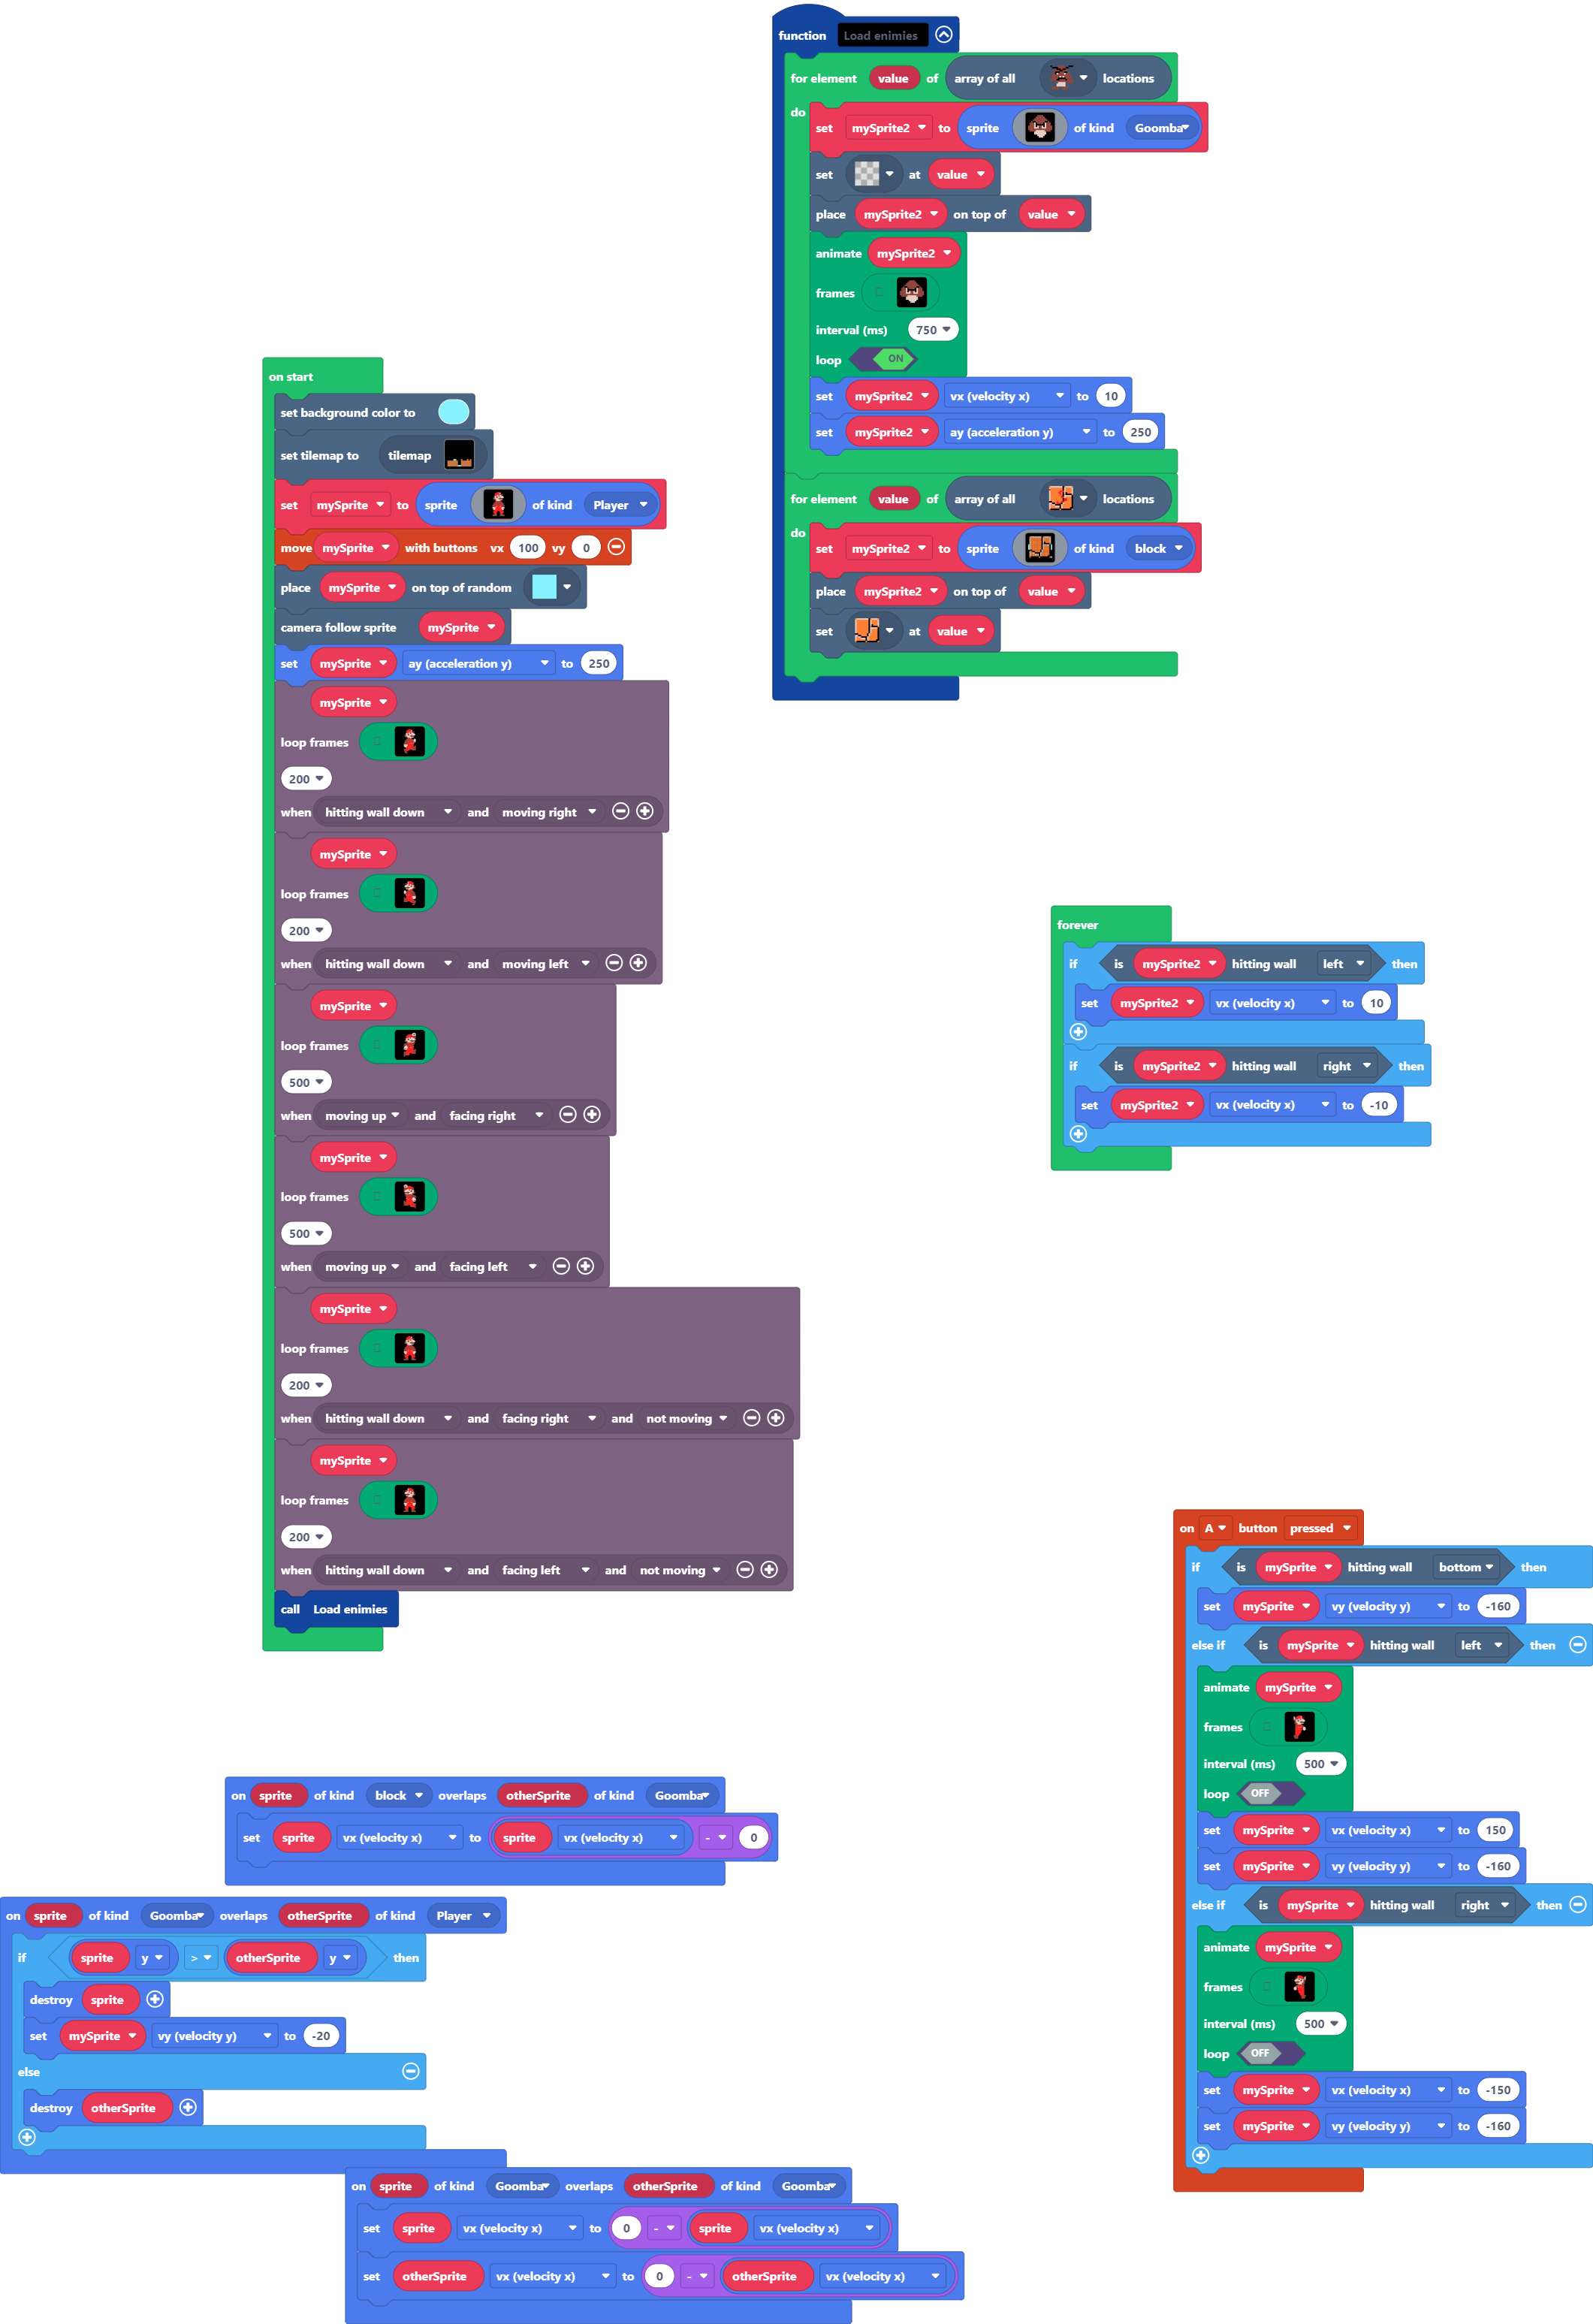 function Load enimies
for element value of array of all locations
do
set mySprite2 to sprite of kind Goomba
set at value
place mySprite2 on top of value
animate mySprite2
frames
interval (ms) 750
loop ON
set mySprite2 vx (velocity x) to 10
set mySprite2 ay (acceleration y) to 250
for element value of array of all locations
do
set mySprite2 to sprite of kind block
place mySprite2 on top of value
set at value
on start
set background color to
set tilemap to tilemap
set mySprite to sprite of kind Player
move mySprite with buttons vx 100 vy 0
place mySprite on top of random
camera follow sprite mySprite
set mySprite ay (acceleration y) to 250
mySprite
loop frames
200
when hitting wall down and moving right
mySprite
loop frames
200
when hitting wall down and moving left
mySprite
loop frames
500
when moving up and facing right
mySprite
loop frames
500
when moving up and facing left
mySprite
loop frames
200
when hitting wall down and facing right and not moving
mySprite
loop frames
200
when hitting wall down and facing left and not moving
call Load enimies
forever
if is mySprite2 hitting wall left then
set mySprite2 vx (velocity x) to 10
if is mySprite2 hitting wall right then
set mySprite2 vx (velocity x) to -10
on A button pressed
if is mySprite hitting wall bottom then
set mySprite vy (velocity y) to -160
else if is mySprite hitting wall left then
animate mySprite
frames
interval (ms) 500
loop OFF
set mySprite vx (velocity x) to 150
set mySprite vy (velocity y) to -160
else if is mySprite hitting wall right then
animate mySprite
frames
interval (ms) 500
loop OFF
set mySprite vx (velocity x) to -150
set mySprite vy (velocity y) to -160
on sprite of kind block overlaps otherSprite of kind Goomba
set sprite vx (velocity x) to sprite vx (velocity x) - 0
on sprite of kind Goomba overlaps otherSprite of kind Player
if sprite y > otherSprite y then
destroy sprite
set mySprite vy (velocity y) to -20
else
destroy otherSprite
on sprite of kind Goomba overlaps otherSprite of kind Goomba
set sprite vx (velocity x) to 0 - sprite vx (velocity x)
set otherSprite vx (velocity x) to 0 - otherSprite vx (velocity x)